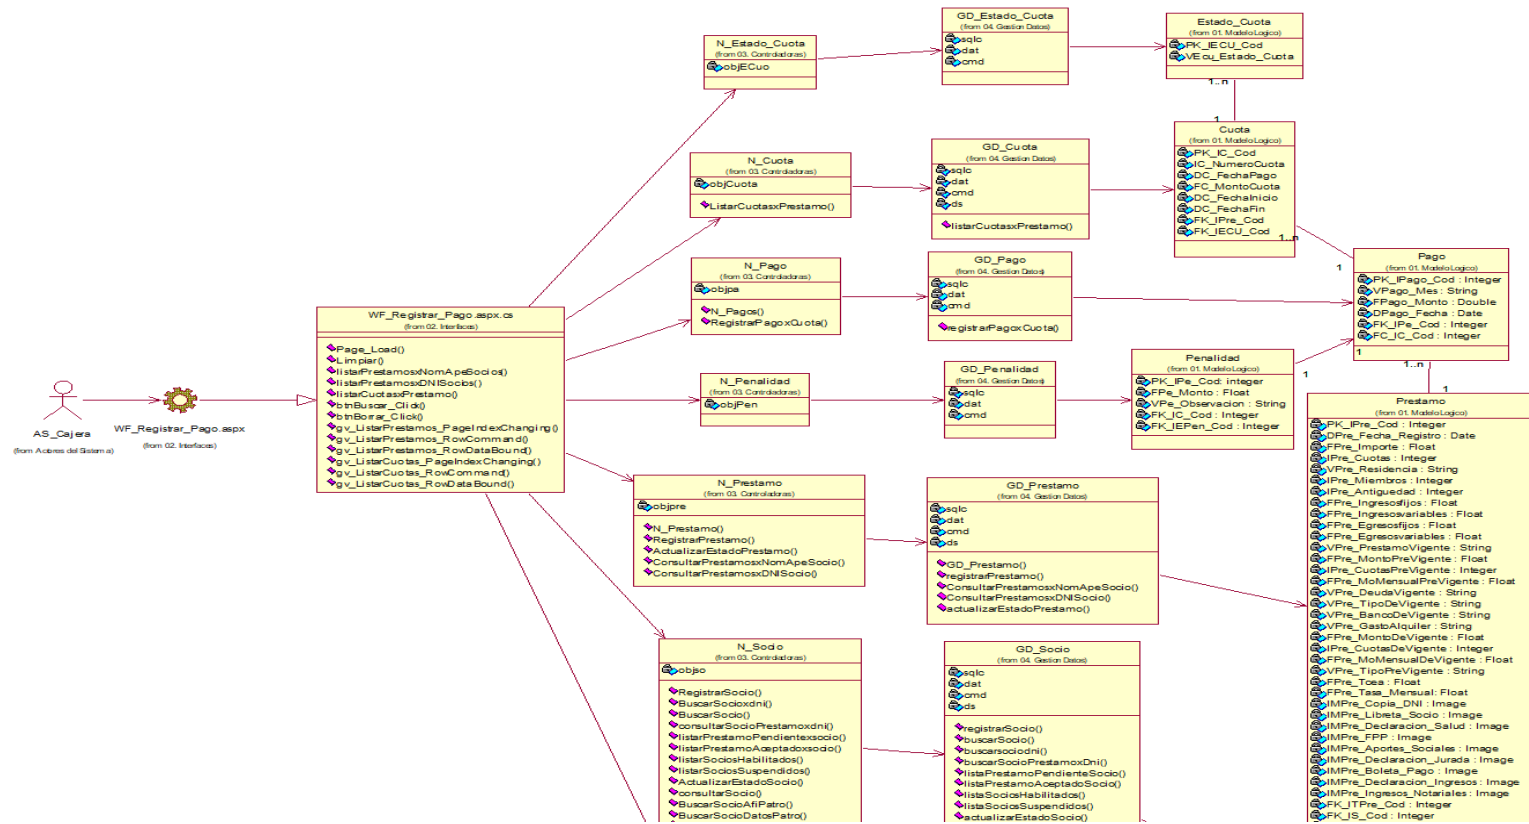 AS_Cajera
(from Actores del Sistema)
WF_Registrar_Pago.aspx
(from 02. Interfaces)
WF_Registrar_Pago.aspx.cs
(from 02. Interfaces)
Page_Load()
Limpiar()
listarPrestamosxNomApeSocios()
listarPrestamosxDNISocios()
listarCuotasxPrestamo()
btnBuscar_Click()
btnBorrar_Click()
gv_ListarPrestamos_PageIndexChanging()
gv_ListarPrestamos_RowCommand()
gv_ListarPrestamos_RowDataBound()
gv_ListarCuotas_PageIndexChanging()
gv_ListarCuotas_RowCommand()
gv_ListarCuotas_RowDataBound()
N_Estado_Cuota
(from 03. Controladoras)
objECuo
N_Cuota
(from 03. Controladoras)
objCuota
ListarCuotasxPrestamo()
N_Pago
(from 03. Controladoras)
objpa
N_Pagos()
RegistrarPagoxCuota()
N_Penalidad
(from 03. Controladoras)
objPen
N_Prestamo
(from 03. Controladoras)
objpre
N_Prestamo()
RegistrarPrestamo()
ActualizarEstadoPrestamo()
ConsultarPrestamosxNomApeSocio()
ConsultarPrestamosxDNISocio()
N_Socio
(from 03. Controladoras)
objso
RegistrarSocio()
BuscarSocioxdni()
BuscarSocio()
consultarSocioPrestamoxdni()
listarPrestamoPendientexsocio()
listarPrestamoAceptadoxsocio()
listarSociosHabilitados()
listarSociosSuspendidos()
ActualizarEstadoSocio()
consultarSocio()
BuscarSocioAfiPatro()
BuscarSocioDatosPatro()
GD_Estado_Cuota
(from 04. Gestion Datos)
sqlc
dat
cmd
GD_Cuota
(from 04. Gestion Datos)
sqlc
dat
cmd
ds
listarCuotasxPrestamo()
GD_Pago
(from 04. Gestion Datos)
sqlc
dat
cmd
registrarPagoxCuota()
GD_Penalidad
(from 04. Gestion Datos)
sqlc
dat
cmd
GD_Prestamo
(from 04. Gestion Datos)
sqlc
dat
cmd
ds
GD_Prestamo()
registrarPrestamo()
ConsultarPrestamosxNomApeSocio()
ConsultarPrestamosxDNISocio()
actualizarEstadoPrestamo()
GD_Socio
(from 04. Gestion Datos)
sqlc
dat
cmd
ds
registrarSocio()
buscarSocio()
buscarsociodni()
buscarSocioPrestamoxDni()
listaPrestamoPendienteSocio()
listaPrestamoAceptadoSocio()
listaSociosHabilitados()
listaSociosSuspendidos()
actualizarEstadoSocio()
Estado_Cuota
(from 01. Modelo Logico)
PK_IECU_Cod
VEcu_Estado_Cuota
1..n
1
Cuota
(from 01. Modelo Logico)
PK_IC_Cod
IC_NumeroCuota
DC_FechaPago
FC_MontoCuota
DC_FechaInicio
DC_FechaFin
FK_IPre_Cod
FK_IECU_Cod
1..n
1
Pago
(from 01. Modelo Logico)
PK_IPago_Cod : Integer
VPago_Mes : String
FPago_Monto : Double
DPago_Fecha : Date
FK_IPe_Cod : Integer
FC_IC_Cod : Integer
1
1
1..n
1
Penalidad
(from 01. Modelo Logico)
PK_IPe_Cod: integer
FPe_Monto : Float
VPe_Observacion : String
FK_IC_Cod : Integer
FK_IEPen_Cod : Integer
Prestamo
(from 01. Modelo Logico)
PK_IPre_Cod : Integer
DPre_Fecha_Registro : Date
FPre_Importe : Float
IPre_Cuotas : Integer
VPre_Residencia : String
IPre_Miembros : Integer
IPre_Antiguedad : Integer
FPre_Ingresosfijos : Float
FPre_Ingresosvariables : Float
FPre_Egresosfijos : Float
FPre_Egresosvariables : Float
VPre_PrestamoVigente : String
FPre_MontoPreVigente : Float
IPre_CuotasPreVigente : Integer
FPre_MoMensualPreVigente : Float
VPre_DeudaVigente : String
VPre_TipoDeVigente : String
VPre_BancoDeVigente : String
VPre_GastoAlquiler : String
FPre_MontoDeVigente : Float
IPre_CuotasDeVigente : Integer
FPre_MoMensualDeVigente : Float
VPre_TipoPreVigente : String
FPre_Tcea : Float
FPre_Tasa_Mensual: Float
IMPre_Copia_DNI : Image
IMPre_Libreta_Socio : Image
IMPre_Declaracion_Salud : Image
IMPre_FPP : Image
IMPre_Aportes_Sociales : Image
IMPre_Declaracion_Jurada : Image
IMPre_Boleta_Pago : Image
IMPre_Declaracion_Ingresos : Image
IMPre_Ingresos_Notariales : Image
FK_ITPre_Cod : Integer
FK_IS_Cod : Integer